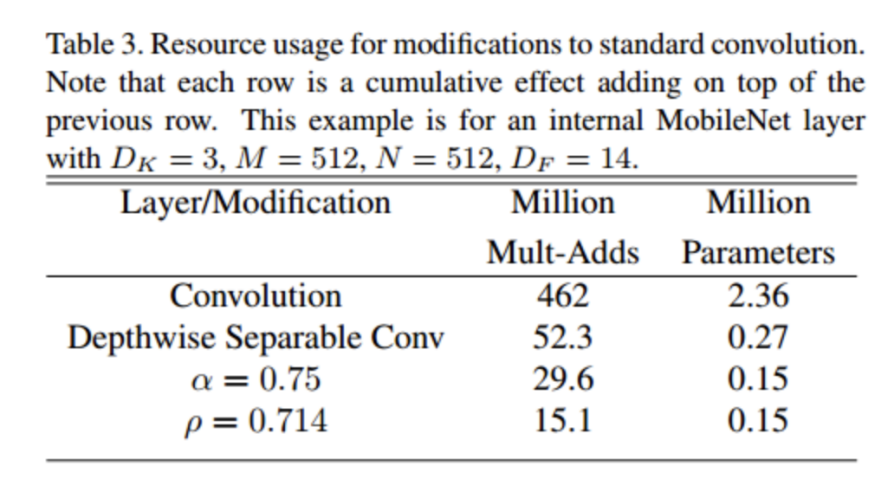 Table 3. Resource usage for modifications to standard convolution.
Note that each row is a cumulative effect adding on top of the
previous row. This example is for an internal MobileNet layer
with D_K = 3, M = 512, N = 512, D_F = 14.
Layer/Modification Million Million
Mult-Adds Parameters
Convolution 462 2.36
Depthwise Separable Conv 52.3 0.27
α = 0.75 29.6 0.15
ρ = 0.714 15.1 0.15